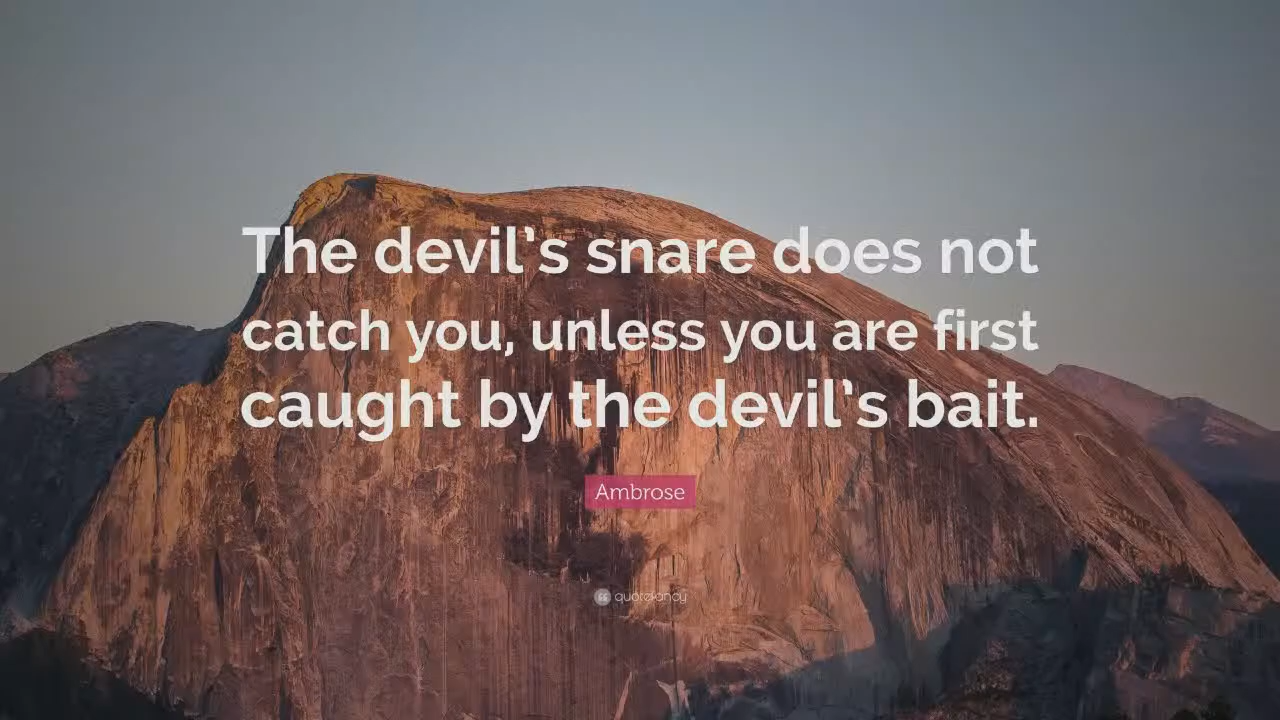 The devil’s snare does not
catch you, unless you are first
caught by the devil’s bait.
Ambrose
quotefancy